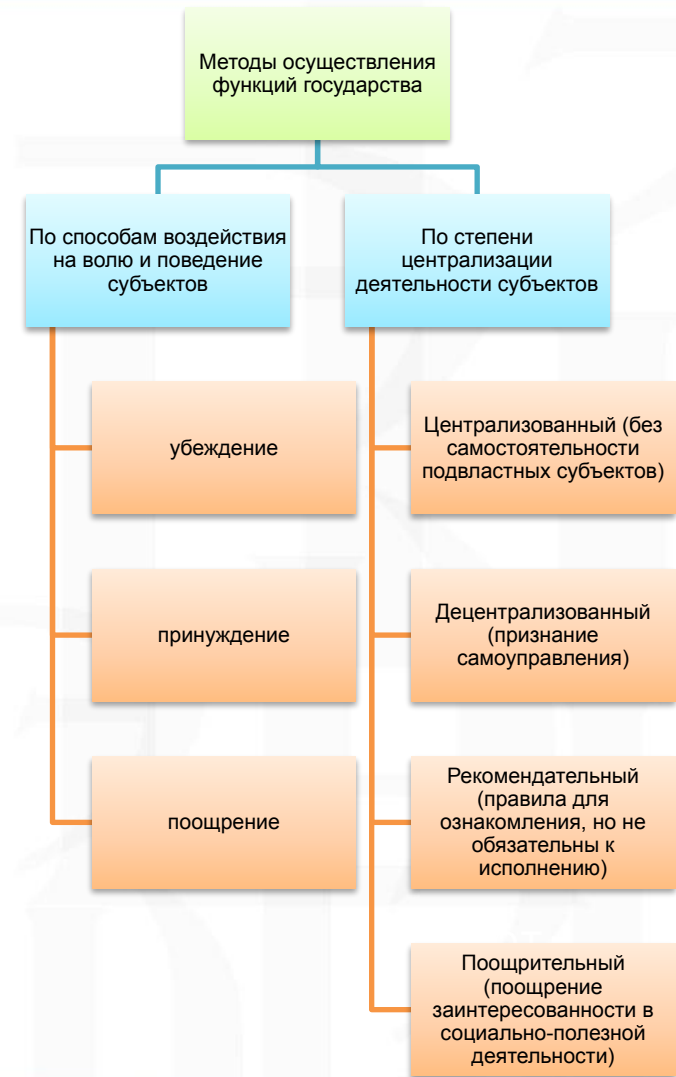 Методы осуществления
функций государства
По способам воздействия
на волю и поведение
субъектов
убеждение
принуждение
поощрение
По степени
централизации
деятельности субъектов
Централизованный (без
самостоятельности
подвластных субъектов)
Децентрализованный
(признание
самоуправления)
Рекомендательный
(правила для
ознакомления, но не
обязательны к
исполнению)
Поощрительный
(поощрение
заинтересованности в
социально-полезной
деятельности)